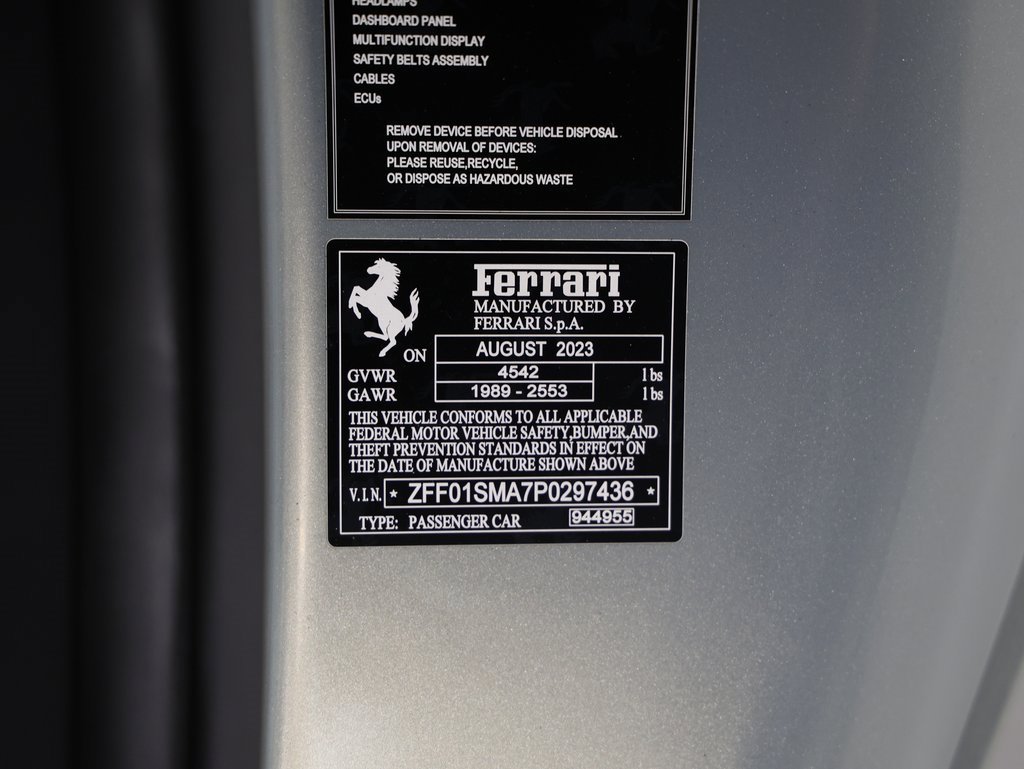 HEADLAMPS
DASHBOARD PANEL
MULTIFUNCTION DISPLAY
SAFETY BELTS ASSEMBLY
CABLES
ECUs
REMOVE DEVICE BEFORE VEHICLE DISPOSAL
UPON REMOVAL OF DEVICES:
PLEASE REUSE,RECYCLE,
OR DISPOSE AS HAZARDOUS WASTE
Ferrari
MANUFACTURED BY
FERRARI S.p.A.
ON AUGUST 2023
GVWR 4542 lbs
GAWR 1989 - 2553 lbs
THIS VEHICLE CONFORMS TO ALL APPLICABLE
FEDERAL MOTOR VEHICLE SAFETY,BUMPER,AND
THEFT PREVENTION STANDARDS IN EFFECT ON
THE DATE OF MANUFACTURE SHOWN ABOVE
V.I.N. * ZFF01SMA7P0297436 *
TYPE: PASSENGER CAR 944955